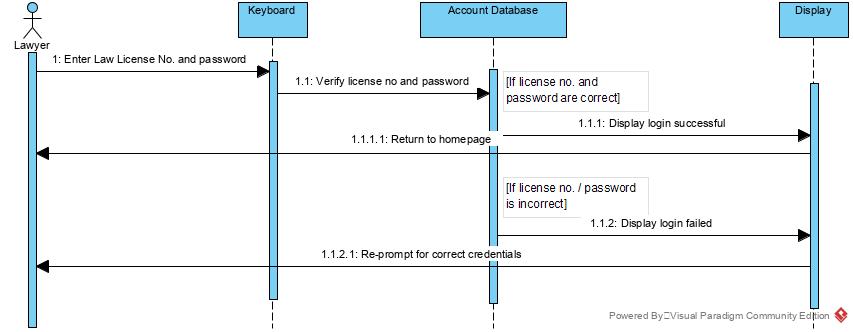 Keyboard
Account Database
Display
Lawyer
1: Enter Law License No. and password
1.1: Verify license no and password
[If license no. and
password are correct]
1.1.1: Display login successful
1.1.1.1: Return to homepage
[If license no. / password
is incorrect]
1.1.2: Display login failed
1.1.2.1: Re-prompt for correct credentials
Powered By Visual Paradigm Community Edition